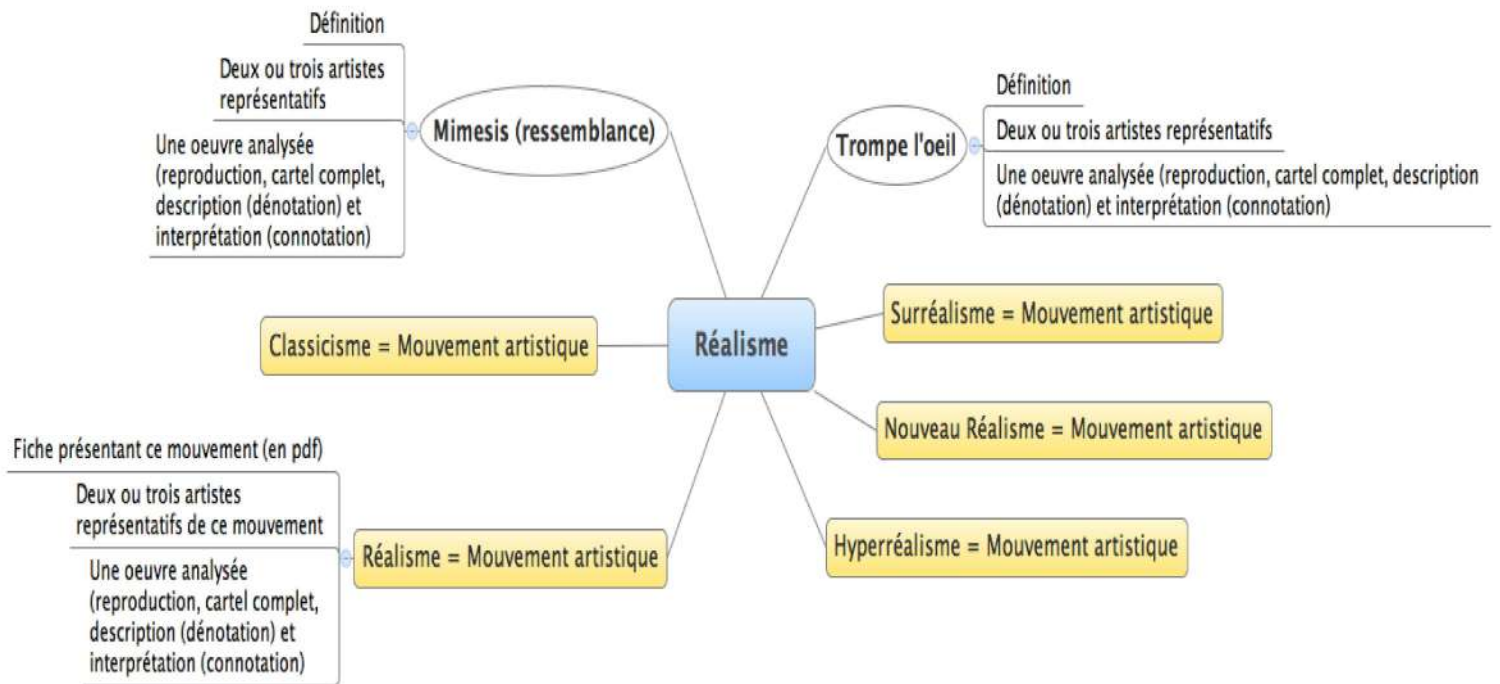 Définition
Deux ou trois artistes
représentatifs
Une oeuvre analysée
(reproduction, cartel complet,
description (dénotation) et
interprétation (connotation)
Mimesis (ressemblance)
Trompe l'oeil
Définition
Deux ou trois artistes représentatifs
Une oeuvre analysée (reproduction, cartel complet, description
(dénotation) et interprétation (connotation)
Classicisme = Mouvement artistique
Réalisme
Surréalisme = Mouvement artistique
Nouveau Réalisme = Mouvement artistique
Hyperréalisme = Mouvement artistique
Fiche présentant ce mouvement (en pdf)
Deux ou trois artistes
représentatifs de ce mouvement
Une oeuvre analysée
(reproduction, cartel complet,
description (dénotation) et
interprétation (connotation)
Réalisme = Mouvement artistique